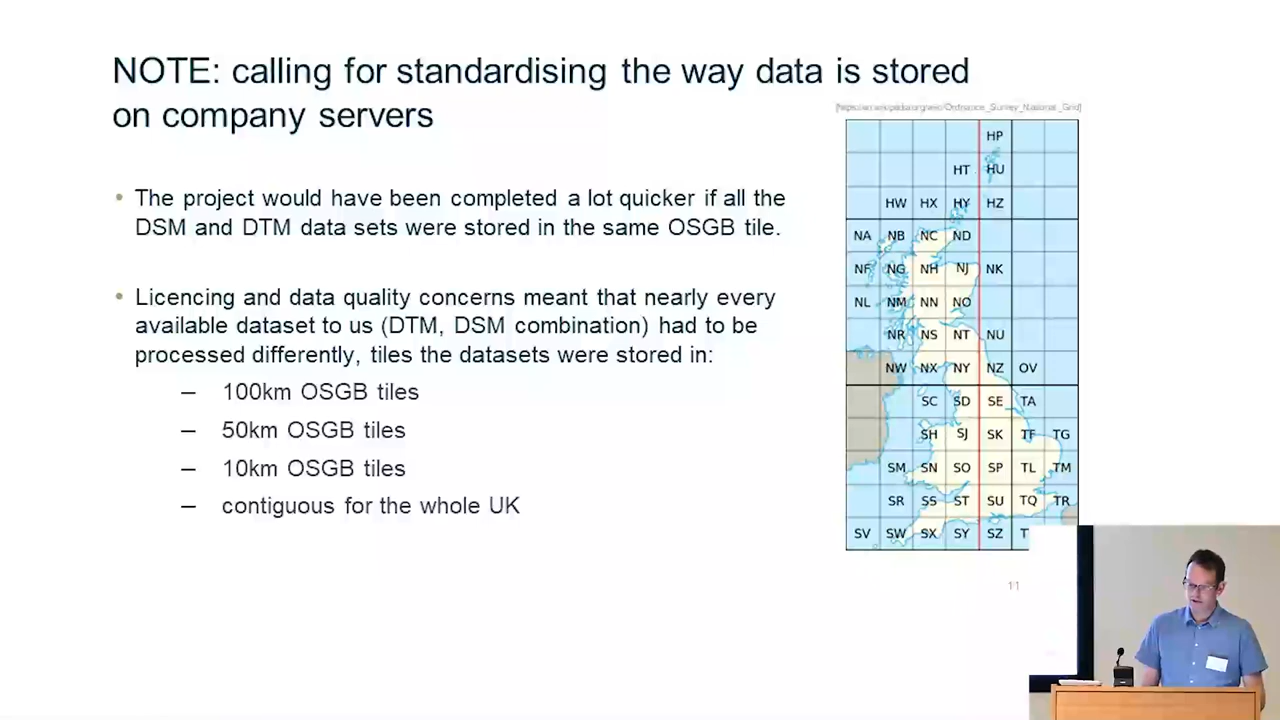 NOTE: calling for standardising the way data is stored
on company servers
• The project would have been completed a lot quicker if all the
DSM and DTM data sets were stored in the same OSGB tile.
• Licencing and data quality concerns meant that nearly every
available dataset to us (DTM, DSM combination) had to be
processed differently, tiles the datasets were stored in:
– 100km OSGB tiles
– 50km OSGB tiles
– 10km OSGB tiles
– contiguous for the whole UK
[https://en.wikipedia.org/wiki/Ordnance_Survey_National_Grid]
HP
HT HU
HW HX HY HZ
NA NB NC ND
NF NG NH NJ NK
NL NM NN NO
NR NS NT NU
NW NX NY NZ OV
SC SD SE TA
SH SJ SK TF TG
SM SN SO SP TL TM
SR SS ST SU TQ TR
SV SW SX SY SZ T
11